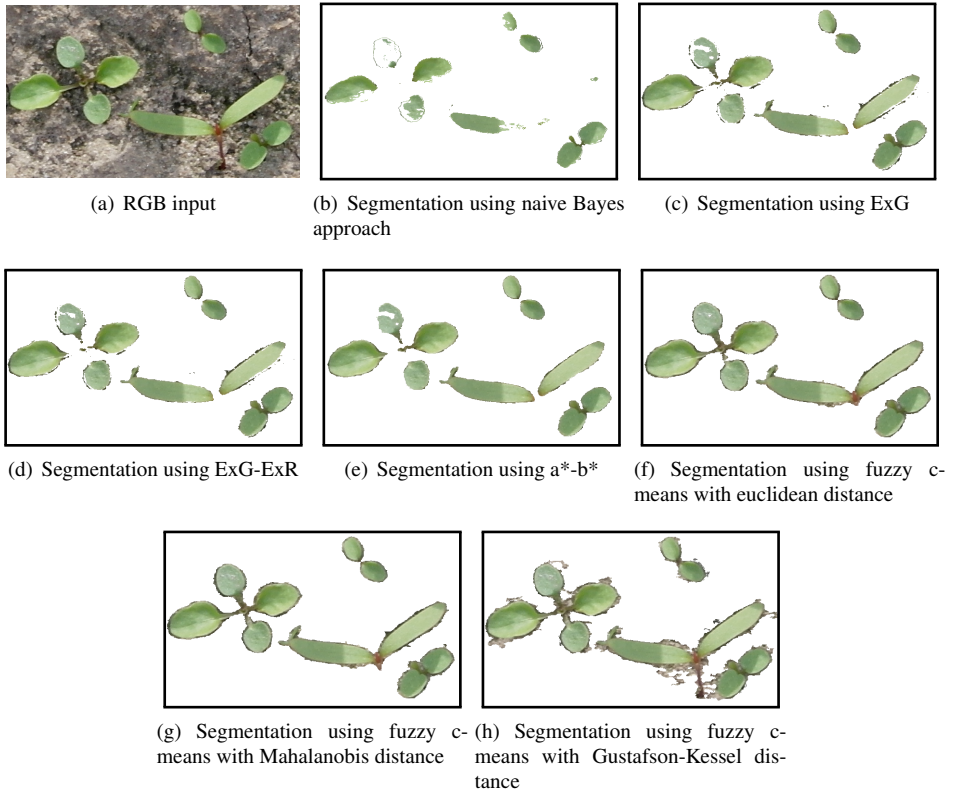 (a) RGB input
(b) Segmentation using naive Bayes
approach
(c) Segmentation using ExG
(d) Segmentation using ExG-ExR
(e) Segmentation using a*-b*
(f) Segmentation using fuzzy c-
means with euclidean distance
(g) Segmentation using fuzzy c-
means with Mahalanobis distance
(h) Segmentation using fuzzy c-
means with Gustafson-Kessel dis-
tance